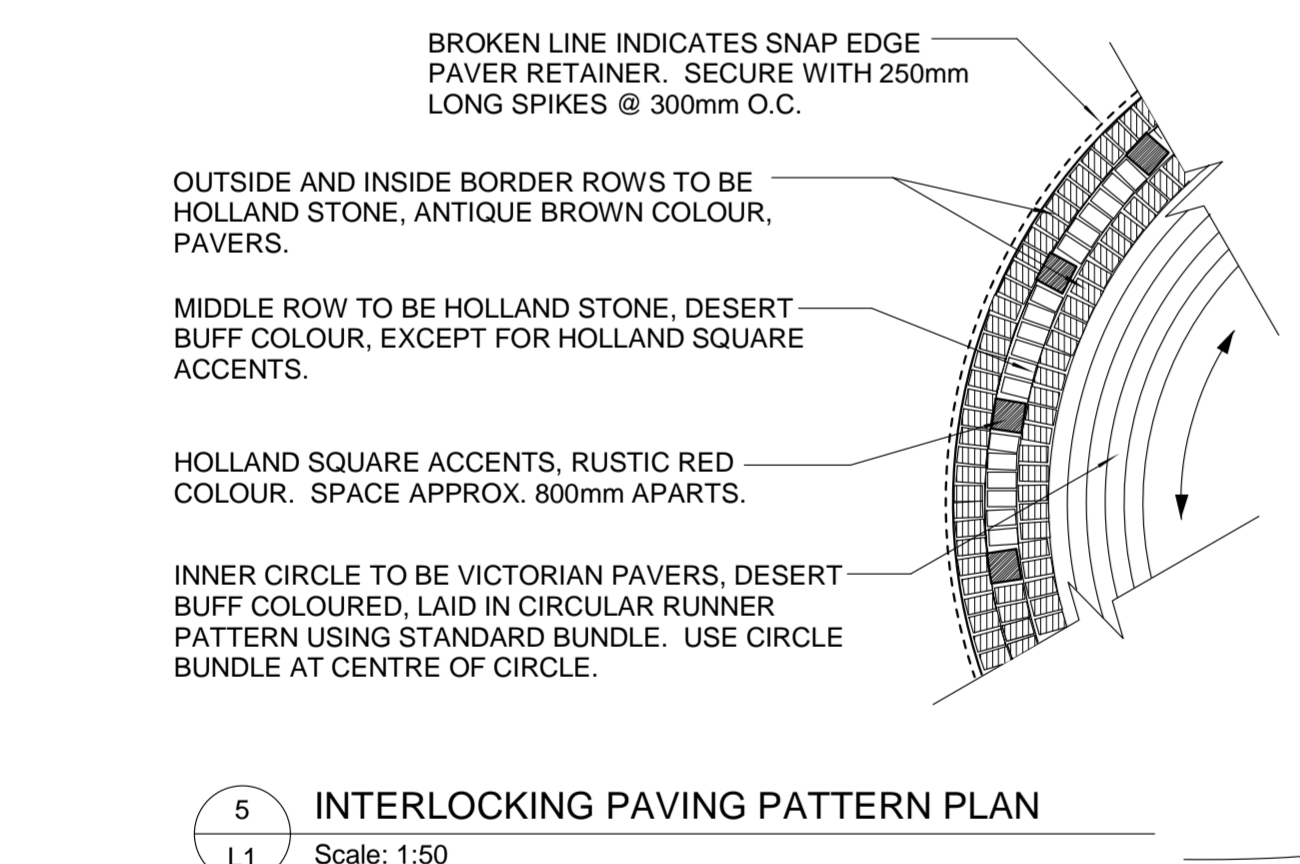 BROKEN LINE INDICATES SNAP EDGE
PAVER RETAINER.  SECURE WITH 250mm
LONG SPIKES @ 300mm O.C.
OUTSIDE AND INSIDE BORDER ROWS TO BE
HOLLAND STONE, ANTIQUE BROWN COLOUR,
PAVERS.
MIDDLE ROW TO BE HOLLAND STONE, DESERT
BUFF COLOUR, EXCEPT FOR HOLLAND SQUARE
ACCENTS.
HOLLAND SQUARE ACCENTS, RUSTIC RED
COLOUR.  SPACE APPROX. 800mm APARTS.
INNER CIRCLE TO BE VICTORIAN PAVERS, DESERT
BUFF COLOURED, LAID IN CIRCULAR RUNNER
PATTERN USING STANDARD BUNDLE.  USE CIRCLE
BUNDLE AT CENTRE OF CIRCLE.
5
INTERLOCKING PAVING PATTERN PLAN
L1
Scale: 1:50